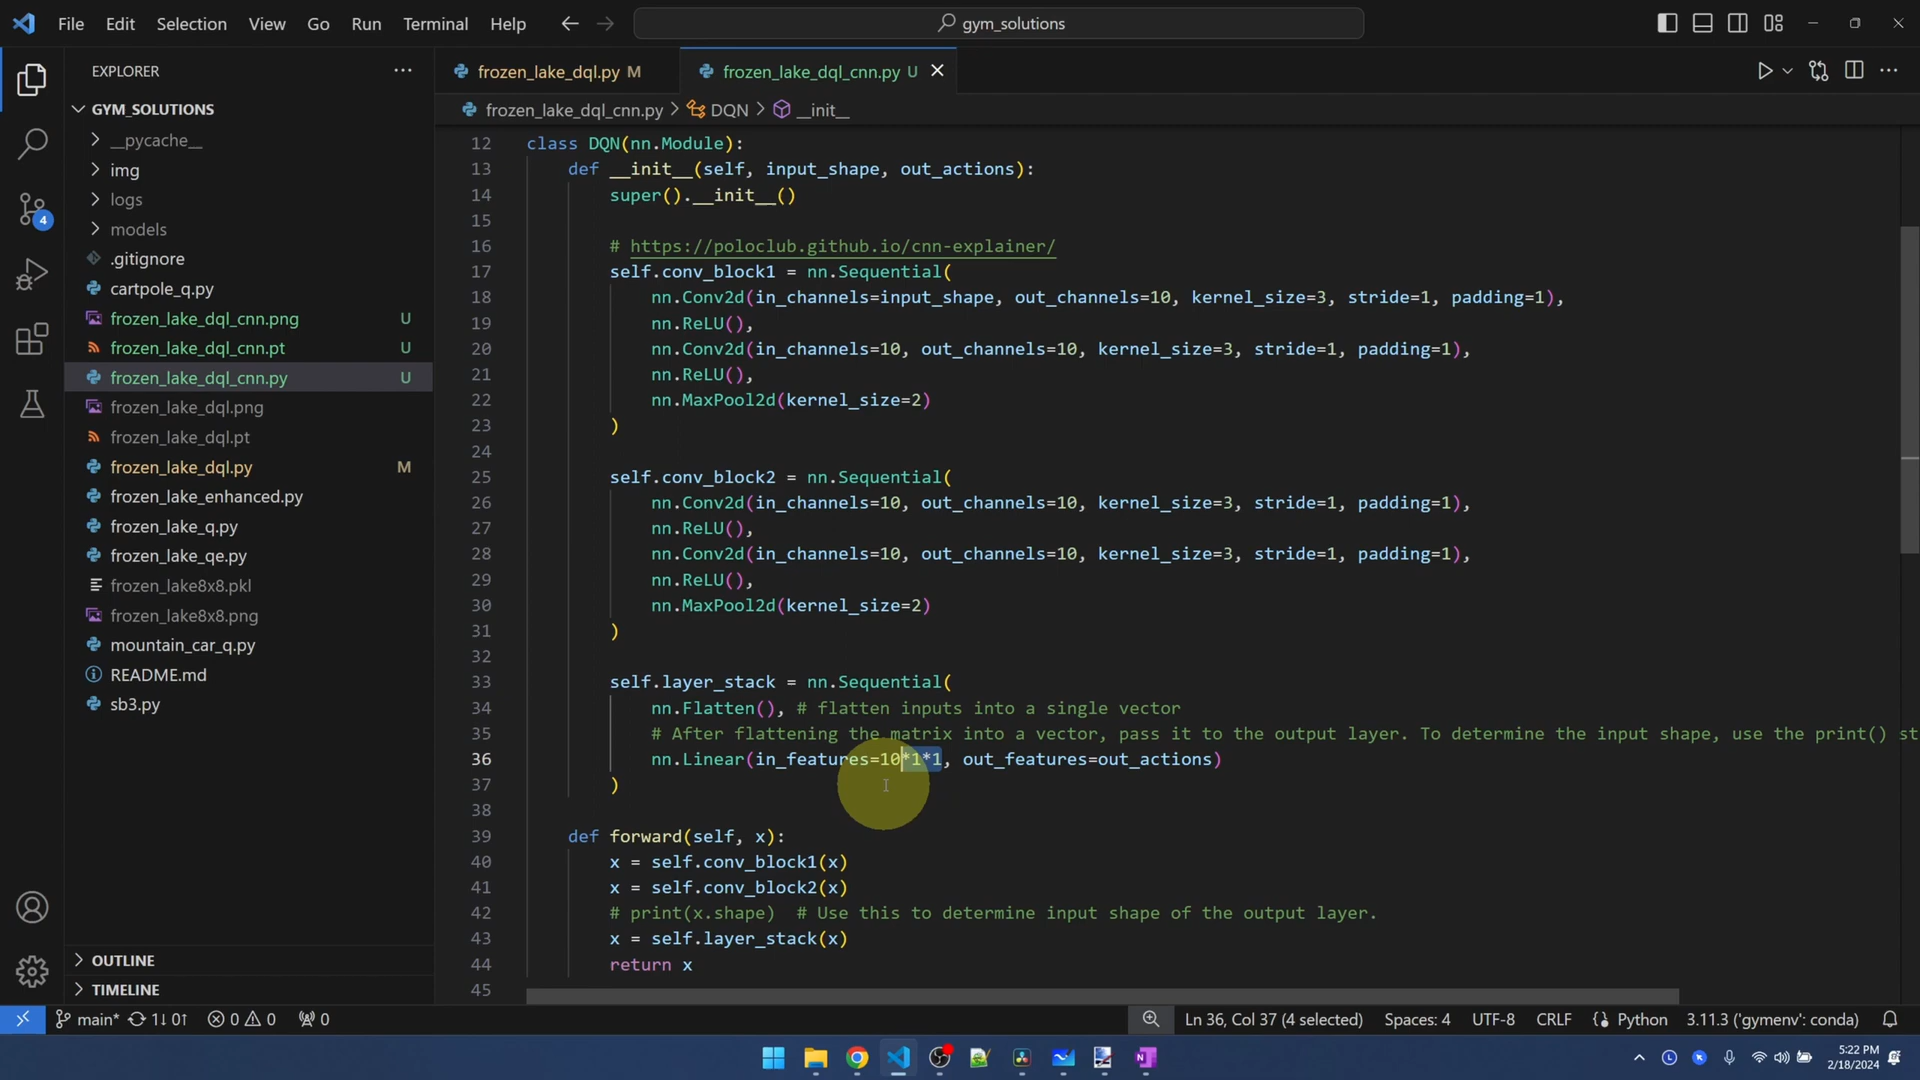 File Edit Selection View Go Run Terminal Help
gym_solutions
EXPLORER
GYM_SOLUTIONS
__pycache__
img
logs
models
.gitignore
cartpole_q.py
frozen_lake_dql_cnn.png U
frozen_lake_dql_cnn.pt U
frozen_lake_dql_cnn.py U
frozen_lake_dql.png
frozen_lake_dql.pt
frozen_lake_dql.py M
frozen_lake_enhanced.py
frozen_lake_q.py
frozen_lake_qe.py
frozen_lake8x8.pkl
frozen_lake8x8.png
mountain_car_q.py
README.md
sb3.py
OUTLINE
TIMELINE
4
frozen_lake_dql.py M
frozen_lake_dql_cnn.py U
frozen_lake_dql_cnn.py > DQN > __init__
12 class DQN(nn.Module):
13 def __init__(self, input_shape, out_actions):
14 super().__init__()
15
16 # https://poloclub.github.io/cnn-explainer/
17 self.conv_block1 = nn.Sequential(
18 nn.Conv2d(in_channels=input_shape, out_channels=10, kernel_size=3, stride=1, padding=1),
19 nn.ReLU(),
20 nn.Conv2d(in_channels=10, out_channels=10, kernel_size=3, stride=1, padding=1),
21 nn.ReLU(),
22 nn.MaxPool2d(kernel_size=2)
23 )
24
25 self.conv_block2 = nn.Sequential(
26 nn.Conv2d(in_channels=10, out_channels=10, kernel_size=3, stride=1, padding=1),
27 nn.ReLU(),
28 nn.Conv2d(in_channels=10, out_channels=10, kernel_size=3, stride=1, padding=1),
29 nn.ReLU(),
30 nn.MaxPool2d(kernel_size=2)
31 )
32
33 self.layer_stack = nn.Sequential(
34 nn.Flatten(), # flatten inputs into a single vector
35 # After flattening the matrix into a vector, pass it to the output layer. To determine the input shape, use the print() st
36 nn.Linear(in_features=10*1*1, out_features=out_actions)
37 )
38
39 def forward(self, x):
40 x = self.conv_block1(x)
41 x = self.conv_block2(x)
42 # print(x.shape) # Use this to determine input shape of the output layer.
43 x = self.layer_stack(x)
44 return x
45
main* 1↓ 0↑ 0 0 0
Ln 36, Col 37 (4 selected) Spaces: 4 UTF-8 CRLF Python 3.11.3 ('gymenv': conda)
5:22 PM
2/18/2024